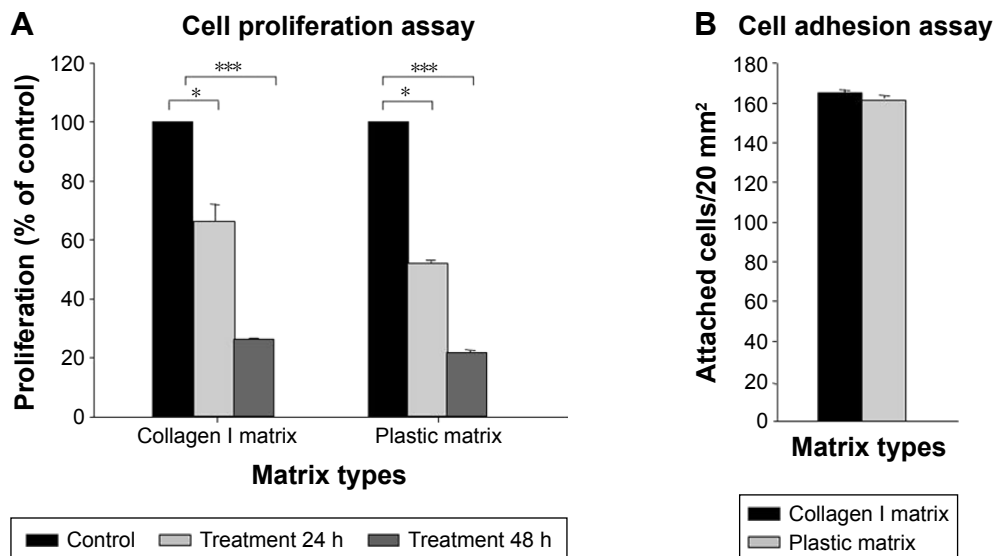 A Cell proliferation assay
120
100
80
60
40
20
0
Proliferation (% of control)
***
*
***
*
Collagen I matrix
Plastic matrix
Matrix types
Control
Treatment 24 h
Treatment 48 h
B Cell adhesion assay
180
160
140
120
160
180
60
40
20
0
Attached cells/20 mm²
Matrix types
Collagen I matrix
Plastic matrix